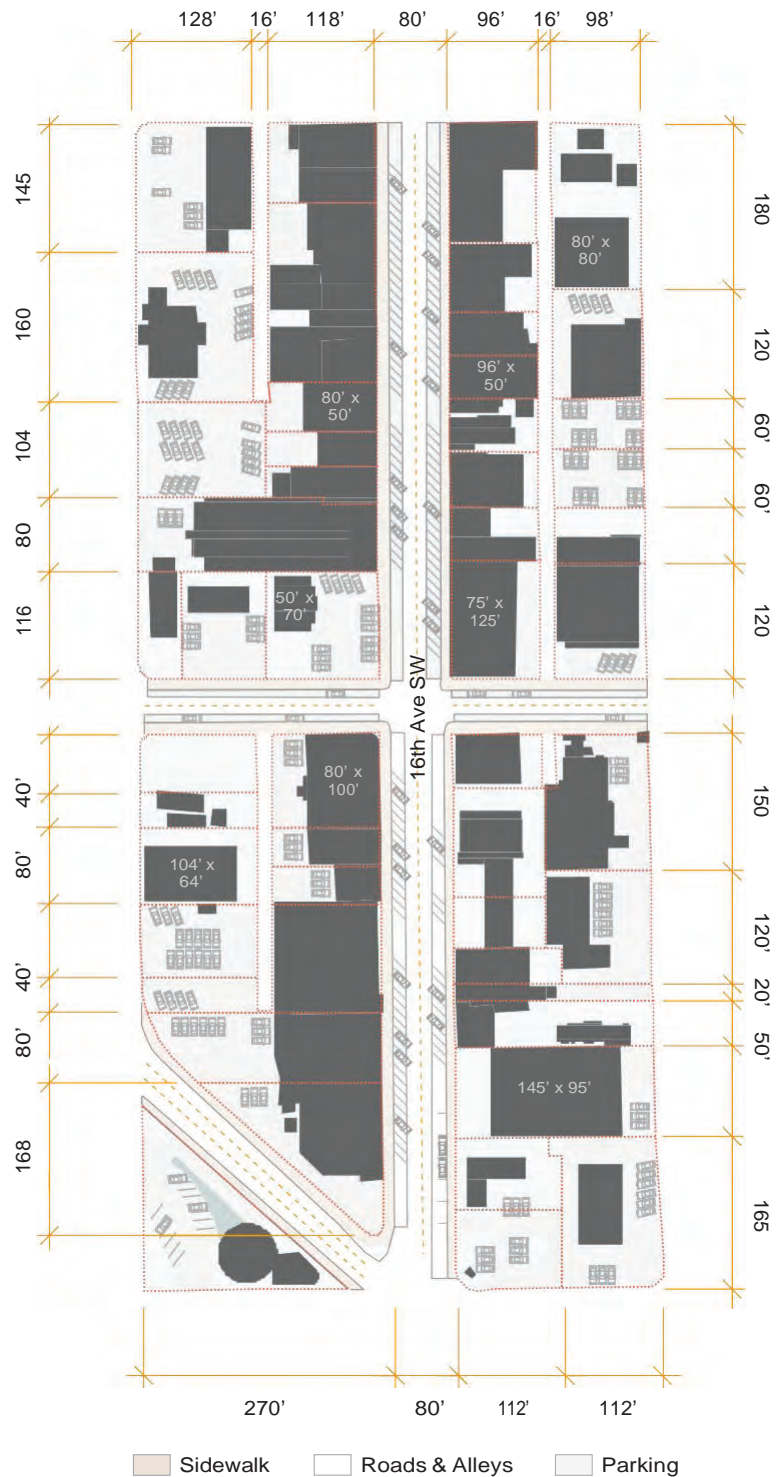 128' 16' 118' 80' 96' 16' 98'
145
160
104
80
116
180
120
60'
60'
120
80' x
80'
96' x
50'
80' x
50'
50' x
70'
75' x
125'
16th Ave SW
40'
80'
40'
80'
168
150
120'
20'
50'
165
80' x
100'
104' x
64'
145' x 95'
270' 80' 112' 112'
Sidewalk Roads & Alleys Parking